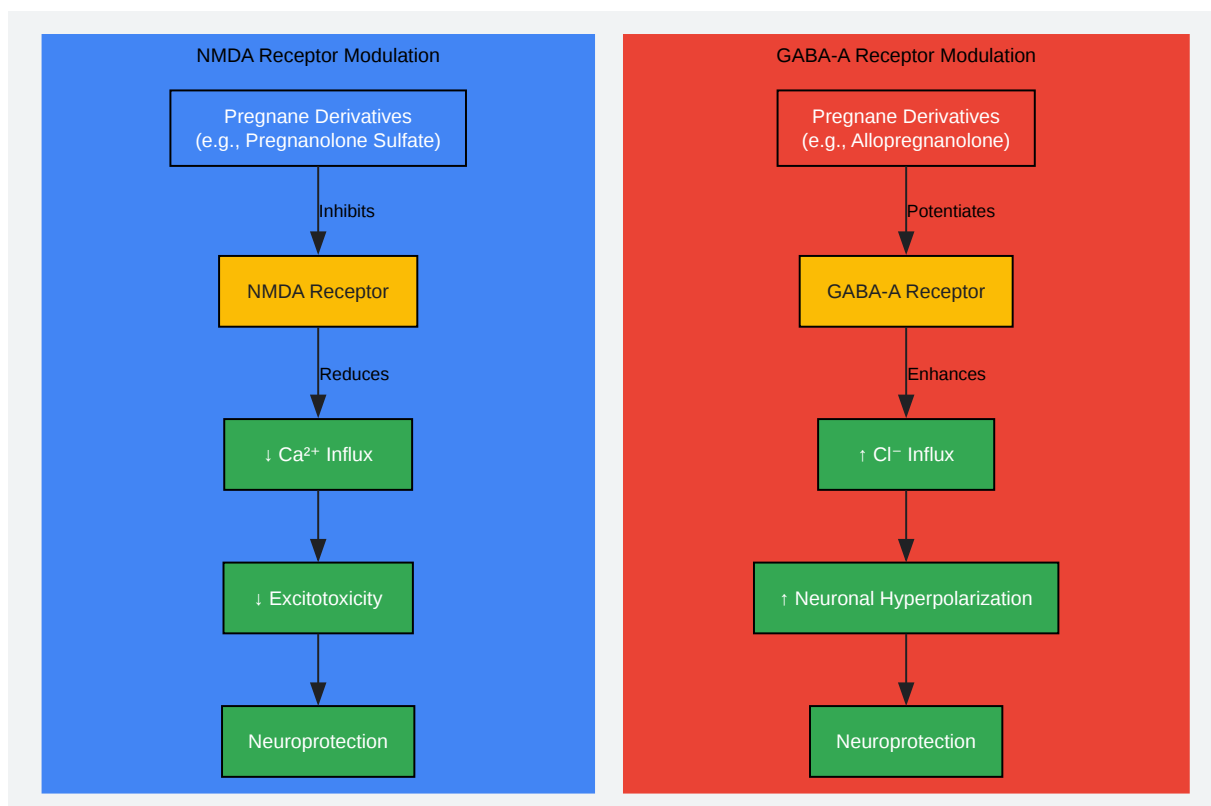 NMDA Receptor Modulation
Pregnane Derivatives
(e.g., Pregnanolone Sulfate)
Inhibits
NMDA Receptor
Reduces
↓ Ca²⁺ Influx
↓ Excitotoxicity
Neuroprotection
GABA-A Receptor Modulation
Pregnane Derivatives
(e.g., Allopregnanolone)
Potentiates
GABA-A Receptor
Enhances
↑ Cl⁻ Influx
↑ Neuronal Hyperpolarization
Neuroprotection